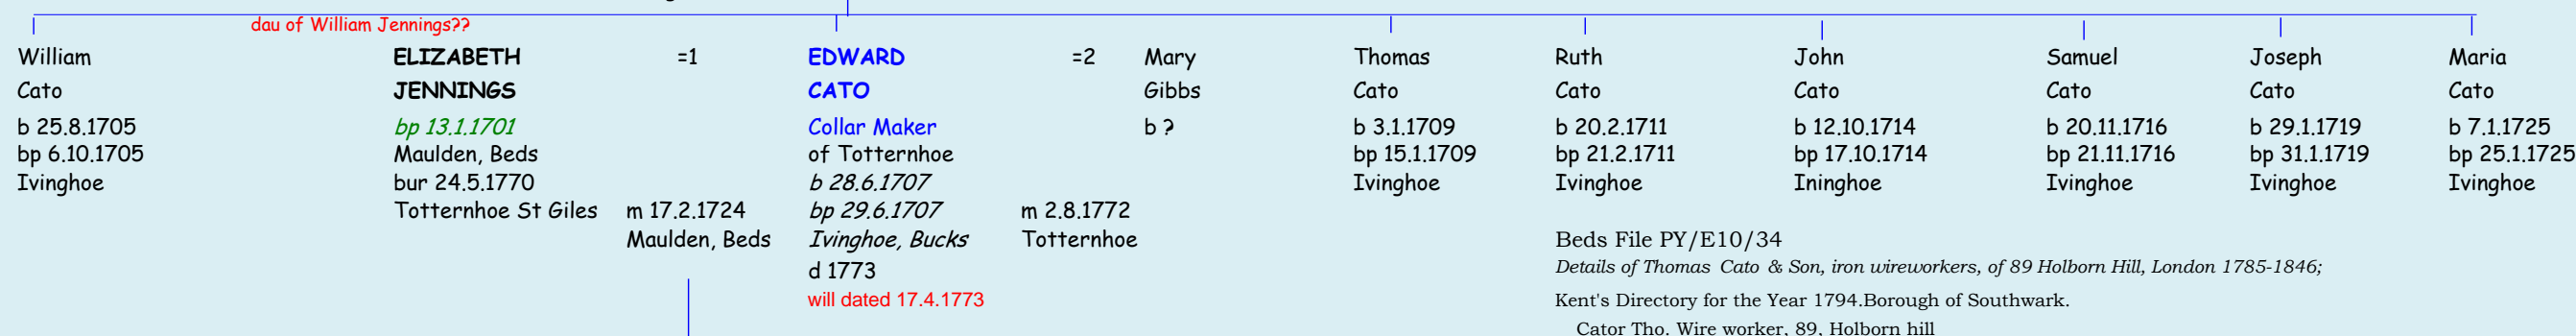 dau of William Jennings??
William
Cato
b 25.8.1705
bp 6.10.1705
Ivinghoe
ELIZABETH
JENNINGS
bp 13.1.1701
Maulden, Beds
bur 24.5.1770
Totternhoe St Giles
=1
m 17.2.1724
Maulden, Beds
EDWARD
CATO
Collar Maker
of Totternhoe
b 28.6.1707
bp 29.6.1707
Ivinghoe, Bucks
d 1773
will dated 17.4.1773
=2
m 2.8.1772
Totternhoe
Mary
Gibbs
b ?
Thomas
Cato
b 3.1.1709
bp 15.1.1709
Ivinghoe
Ruth
Cato
b 20.2.1711
bp 21.2.1711
Ivinghoe
John
Cato
b 12.10.1714
bp 17.10.1714
Ininghoe
Samuel
Cato
b 20.11.1716
bp 21.11.1716
Ivinghoe
Joseph
Cato
b 29.1.1719
bp 31.1.1719
Ivinghoe
Maria
Cato
b 7.1.1725
bp 25.1.1725
Ivinghoe
Beds File PY/E10/34
Details of Thomas Cato & Son, iron wireworkers, of 89 Holborn Hill, London 1785-1846;
Kent's Directory for the Year 1794.Borough of Southwark.
Cator Tho. Wire worker, 89, Holborn hill